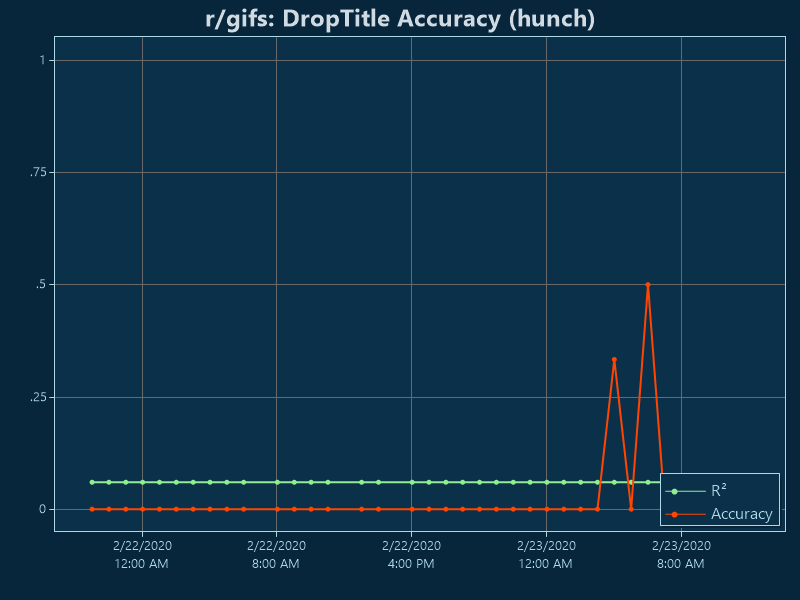 r/gifs: DropTitle Accuracy (hunch)
1
.75
.5
.25
0
R²
Accuracy
2/22/2020
12:00 AM
2/22/2020
8:00 AM
2/22/2020
4:00 PM
2/23/2020
12:00 AM
2/23/2020
8:00 AM